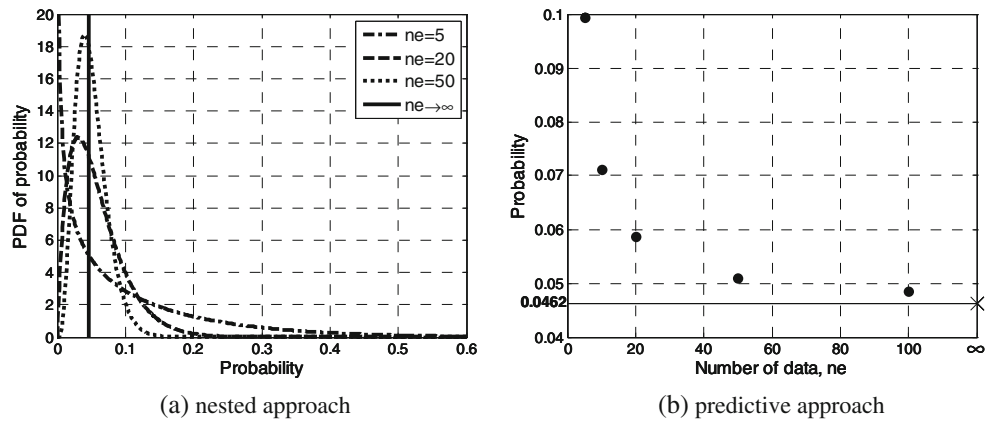 20
18
16
14
12
10
8
6
4
2
0
PDF of probability
ne=5
ne=20
ne=50
ne→∞
0 0.1 0.2 0.3 0.4 0.5 0.6
Probability
(a) nested approach
0.1
0.09
0.08
0.07
0.06
0.05
0.0462
0.04
Probability
0 20 40 60 80 100 ∞
Number of data, ne
(b) predictive approach